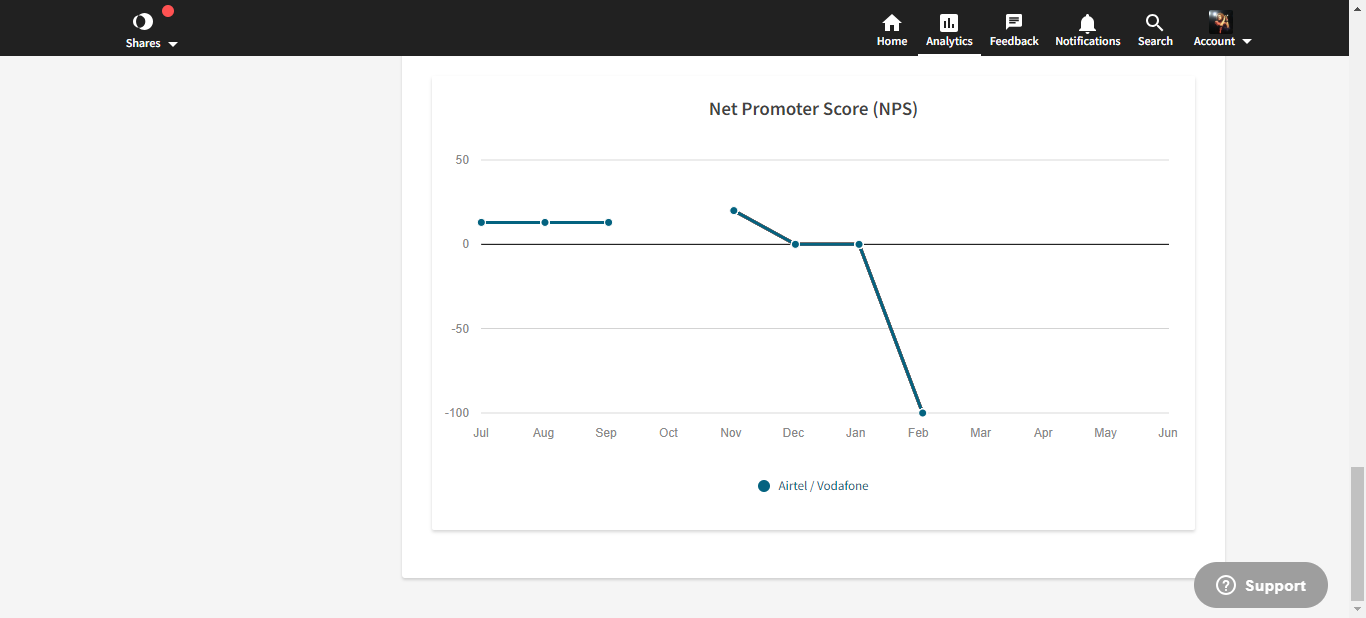 Shares
Home Analytics Feedback Notifications Search Account
Net Promoter Score (NPS)
50
0
-50
-100
Jul Aug Sep Oct Nov Dec Jan Feb Mar Apr May Jun
Airtel / Vodafone
Support